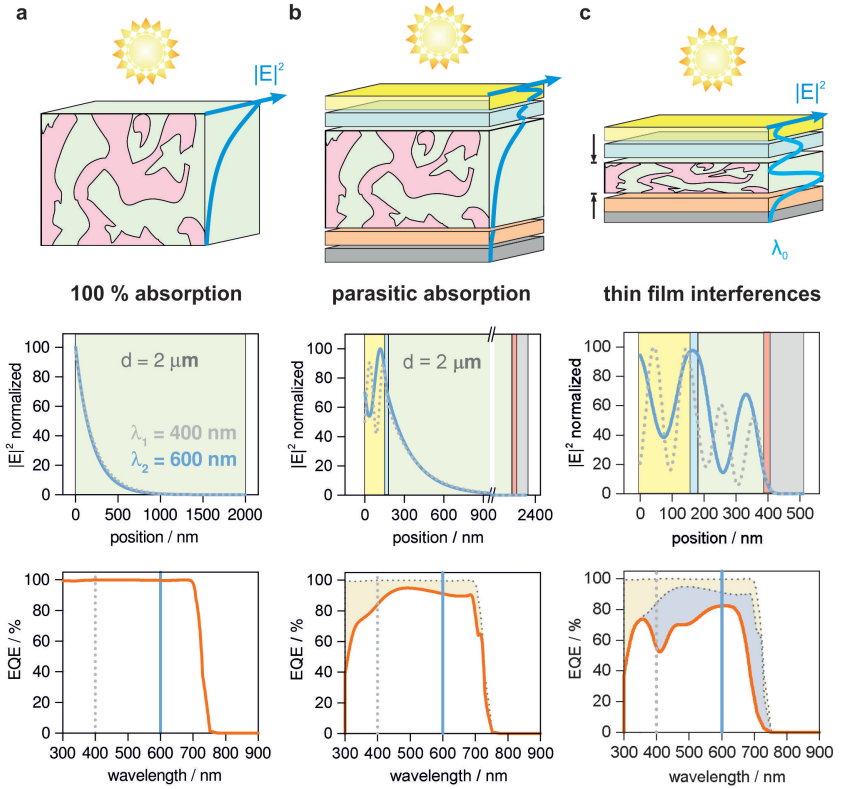 a
b
c
|E|²
|E|²
λ₀
100 % absorption
parasitic absorption
thin film interferences
|E|² normalized
100
80
60
40
20
0
d = 2 μm
λ₁ = 400 nm
λ₂ = 600 nm
0 500 1000 1500 2000
position / nm
|E|² normalized
100
80
60
40
20
0
d = 2 μm
0 300 600 900 2400
position / nm
|E|² normalized
100
80
60
40
20
0
0 100 200 300 400 500
position / nm
EQE / %
100
80
60
40
20
0
300 400 500 600 700 800 900
wavelength / nm
EQE / %
100
80
60
40
20
0
300 400 500 600 700 800 900
wavelength / nm
EQE / %
100
80
60
40
20
0
300 400 500 600 700 800 900
wavelength / nm